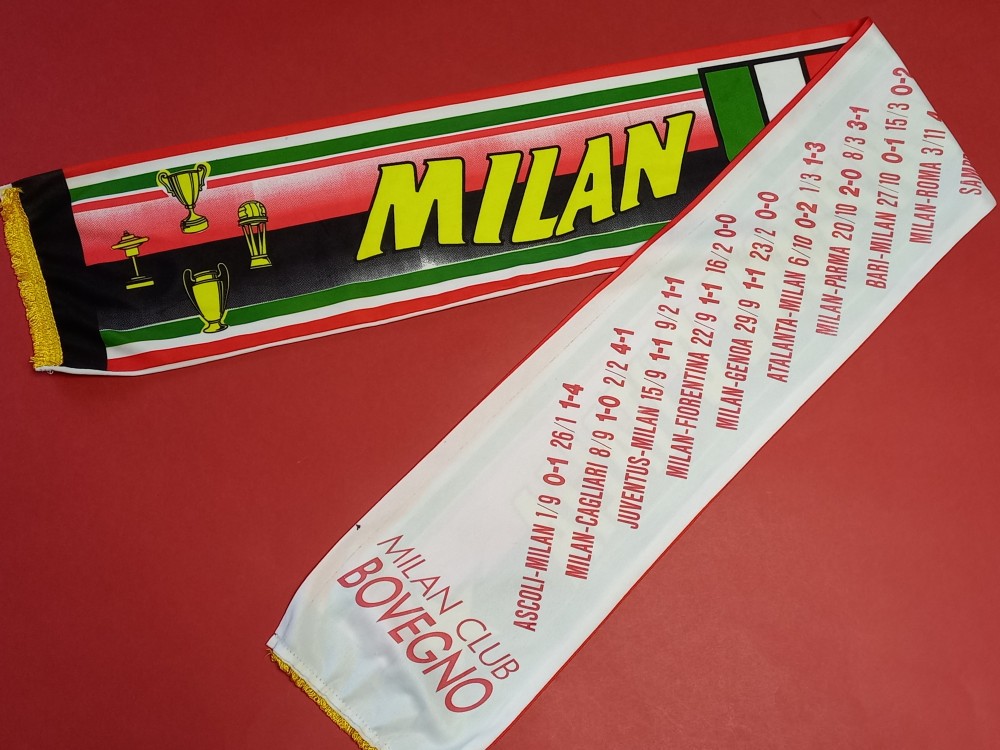 MILAN
MILAN CLUB
BOVEGNO
ASCOLI-MILAN 1/9 0-1 26/1 1-4
MILAN-CAGLIARI 8/9 1-0 2/2 4-1
JUVENTUS-MILAN 15/9 1-1 9/2 1-1
MILAN-FIORENTINA 22/9 1-1 16/2 0-0
MILAN-GENOA 29/9 1-1 23/2 0-0
ATALANTA-MILAN 6/10 0-2 1/3 1-3
MILAN-PARMA 20/10 2-0 8/3 3-1
BARI-MILAN 27/10 0-1 15/3 0-2
MILAN-ROMA 3/11